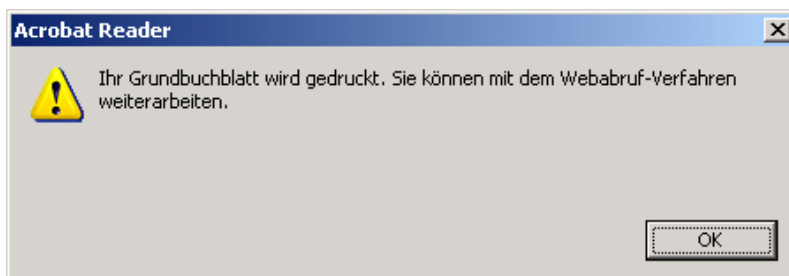 Acrobat Reader
Ihr Grundbuchblatt wird gedruckt. Sie können mit dem Webabruf-Verfahren
weiterarbeiten.
OK